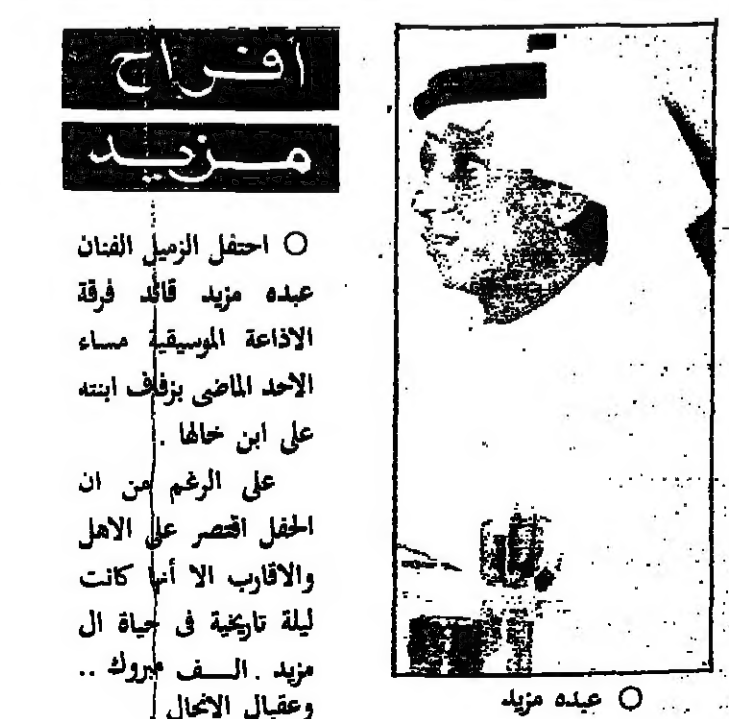 أفراح
مزيد
○ احتفل الزميل الفنان
عبده مزيد قائد فرقة
الاذاعة الموسيقية مساء
الاحد الماضى بزفاف ابنته
على ابن خالها .
على الرغم من ان
الحفل اقتصر على الاهل
والاقارب الا أنها كانت
ليلة تاريخية فى حياة ال
مزيد . الــف مبروك ..
وعقبال الانجال
○ عبده مزيد